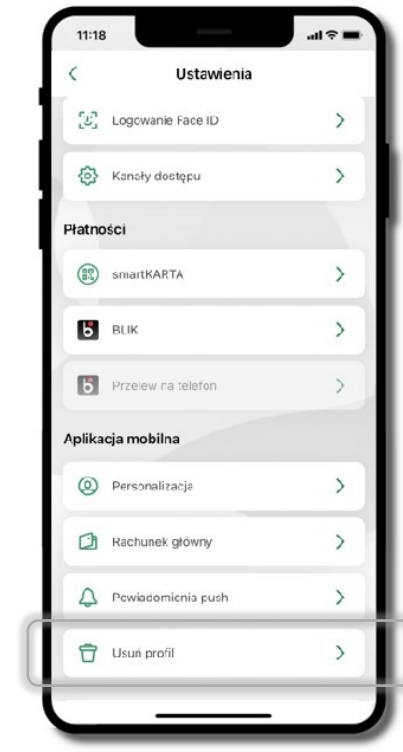 11:18
Ustawienia
Logowanie Face ID
Kanały dostępu
Płatności
smartKARTA
BLIK
Przelew na telefon
Aplikacja mobilna
Personalizacja
Rachunek główny
Powiadomienia push
Usuń profil